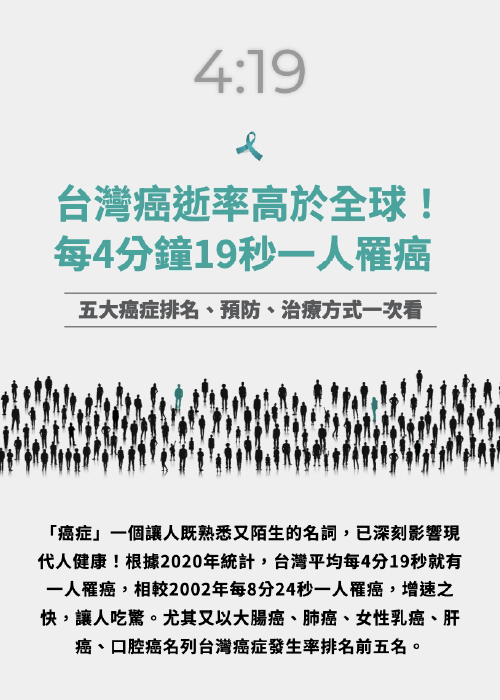 4:19
台灣癌逝率高於全球！
每4分鐘19秒一人罹癌
五大癌症排名、預防、治療方式一次看
「癌症」一個讓人既熟悉又陌生的名詞，已深刻影響現
代人健康！根據2020年統計，台灣平均每4分19秒就有
一人罹癌，相較2002年每8分24秒一人罹癌，增速之
快，讓人吃驚。尤其又以大腸癌、肺癌、女性乳癌、肝
癌、口腔癌名列台灣癌症發生率排名前五名。